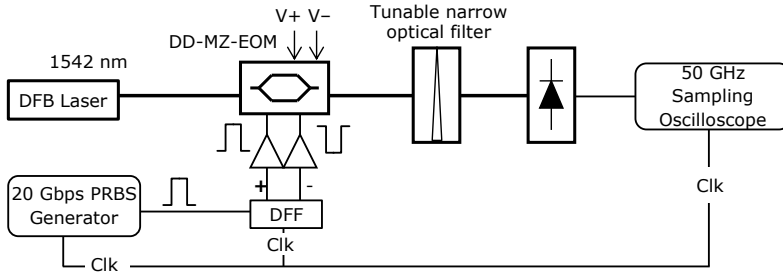 V+ V−
Tunable narrow
optical filter
DD-MZ-EOM
1542 nm
DFB Laser
50 GHz
Sampling
Oscilloscope
+ -
20 Gbps PRBS
Generator
DFF
Clk
Clk
Clk